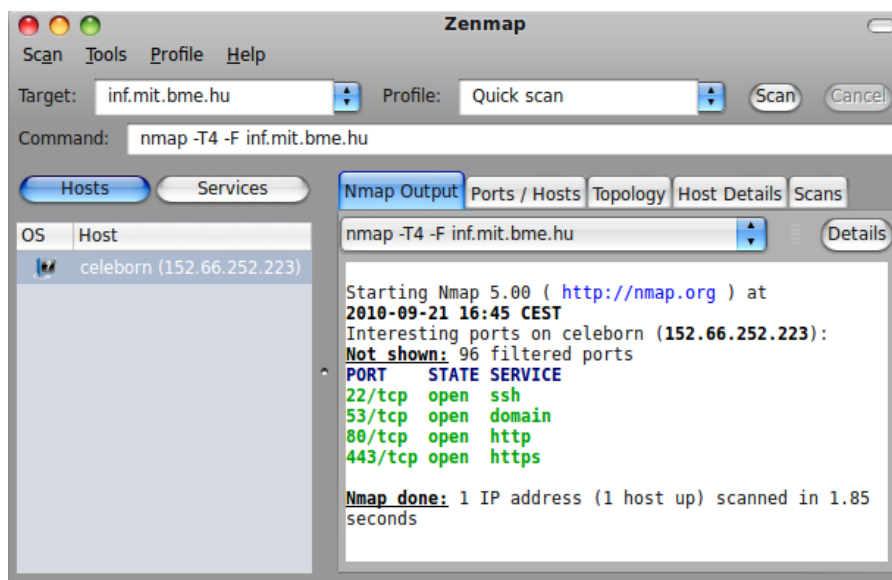 Zenmap
Scan Tools Profile Help
Target: inf.mit.bme.hu Profile: Quick scan Scan Cancel
Command: nmap -T4 -F inf.mit.bme.hu
Hosts Services
OS Host
celeborn (152.66.252.223)
Nmap Output Ports / Hosts Topology Host Details Scans
nmap -T4 -F inf.mit.bme.hu Details
Starting Nmap 5.00 ( http://nmap.org ) at
2010-09-21 16:45 CEST
Interesting ports on celeborn (152.66.252.223):
Not shown: 96 filtered ports
PORT STATE SERVICE
22/tcp open ssh
53/tcp open domain
80/tcp open http
443/tcp open https
Nmap done: 1 IP address (1 host up) scanned in 1.85
seconds